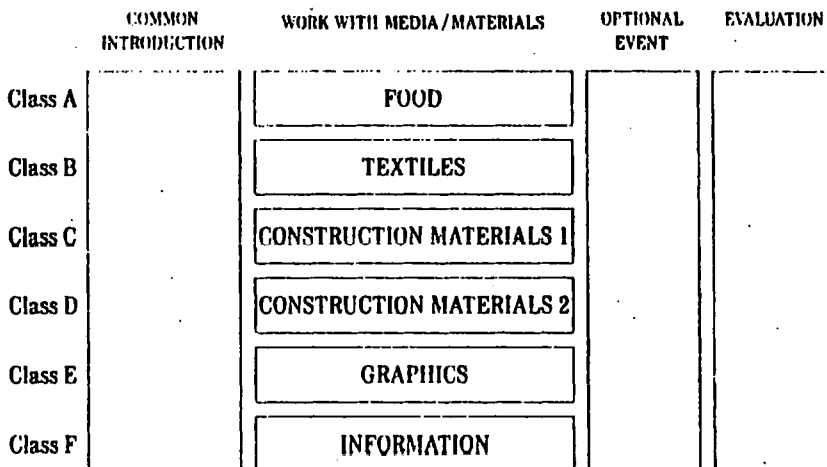 COMMON INTRODUCTION
WORK WITH MEDIA/MATERIALS
OPTIONAL EVENT
EVALUATION
Class A
FOOD
Class B
TEXTILES
Class C
CONSTRUCTION MATERIALS 1
Class D
CONSTRUCTION MATERIALS 2
Class E
GRAPHICS
Class F
INFORMATION